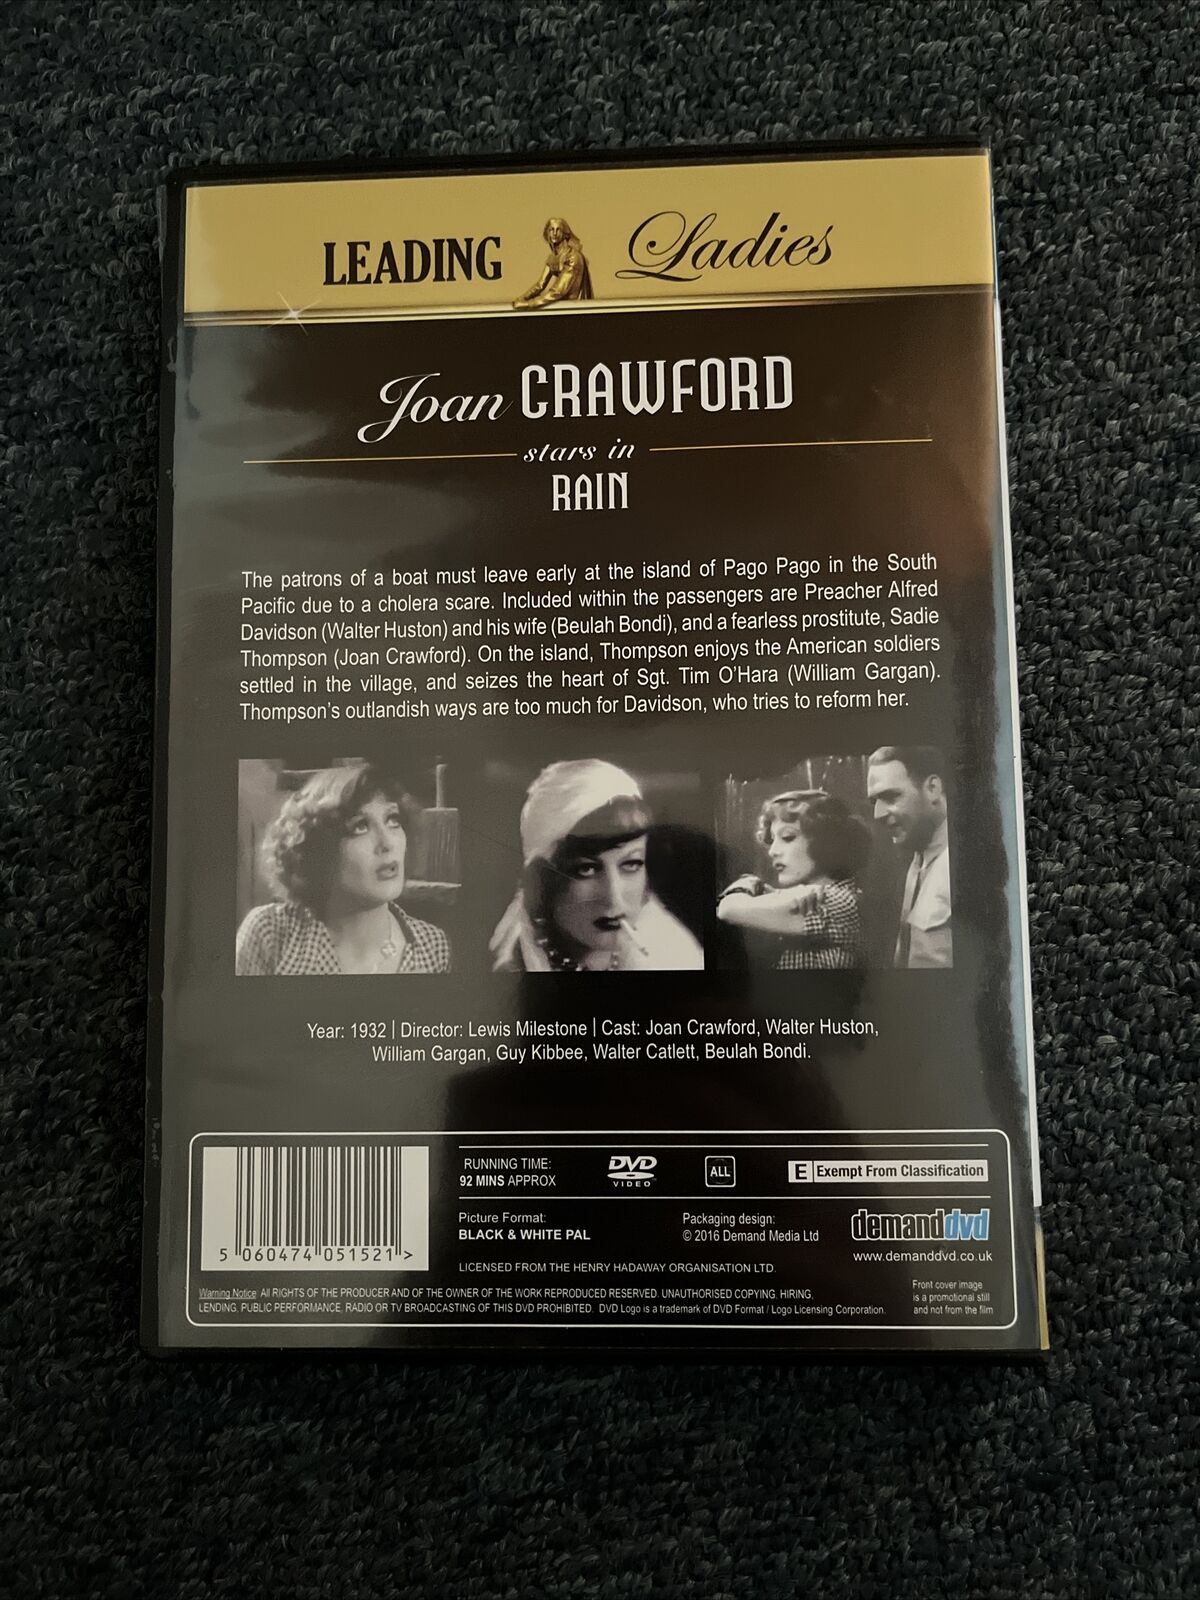 LEADING Ladies
Joan CRAWFORD
stars in
RAIN
The patrons of a boat must leave early at the island of Pago Pago in the South
Pacific due to a cholera scare. Included within the passengers are Preacher Alfred
Davidson (Walter Huston) and his wife (Beulah Bondi), and a fearless prostitute, Sadie
Thompson (Joan Crawford). On the island, Thompson enjoys the American soldiers
settled in the village, and seizes the heart of Sgt. Tim O'Hara (William Gargan).
Thompson's outlandish ways are too much for Davidson, who tries to reform her.
Year: 1932 | Director: Lewis Milestone | Cast: Joan Crawford, Walter Huston,
William Gargan, Guy Kibbee, Walter Catlett, Beulah Bondi.
5 060474 051521 >
RUNNING TIME:
92 MINS APPROX
DVD
VIDEO
ALL
E Exempt From Classification
Picture Format:
BLACK & WHITE PAL
Packaging design:
© 2016 Demand Media Ltd
demanddvd
www.demanddvd.co.uk
LICENSED FROM THE HENRY HADAWAY ORGANISATION LTD.
Warning Notice All RIGHTS OF THE PRODUCER AND OF THE OWNER OF THE WORK REPRODUCED RESERVED. UNAUTHORISED COPYING, HIRING,
LENDING, PUBLIC PERFORMANCE, RADIO OR TV BROADCASTING OF THIS DVD PROHIBITED. DVD Logo is a trademark of DVD Format / Logo Licensing Corporation.
Front cover image
is a promotional still
and not from the film